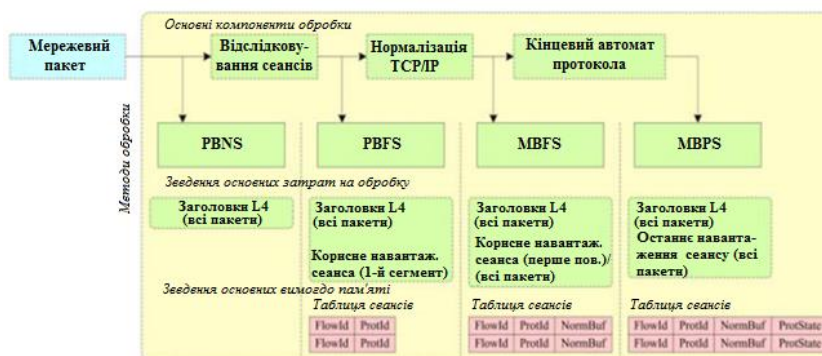 Основні компоненти обробки
Мережевий
пакет
Відслідкову-
вання сеансів
Нормалізація
TCP/IP
Кінцевий автомат
протокола
Методи обробки
PBNS
PBFS
MBFS
MBPS
Зведення основних затрат на обробку
Заголовки L4
(всі пакети)
Заголовки L4
(всі пакети)
Корисне навантаж.
сеанса (1-й сегмент)
Заголовки L4
(всі пакети)
Корисне навантаж.
сеанса (перше пов.)/
(всі пакети)
Заголовки L4
(всі пакети)
Останнє наванта-
ження сеансу (всі
пакети)
Зведення основних вимогдо пам'яті
Таблиця сеансів
FlowId ProtId
FlowId ProtId
Таблиця сеансів
FlowId ProtId NormBuf
FlowId ProtId NormBuf
Таблиця сеансів
FlowId ProtId NormBuf ProtState
FlowId ProtId NormBuf ProtState